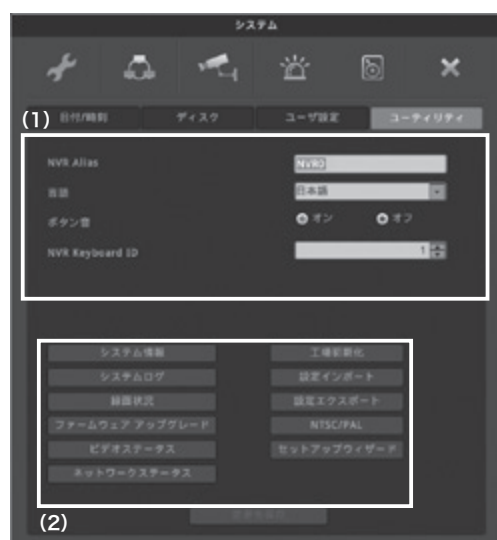 システム
(1) 日付/時刻 ディスク ユーザ設定 ユーティリティ
NVR Alias NVR0
言語 日本語
ボタン音 オン オフ
NVR Keyboard ID 1
システム情報 工場初期化
システムログ 設定インポート
録画状況 設定エクスポート
ファームウェア アップグレード NTSC/PAL
ビデオステータス セットアップウィザード
ネットワークステータス
(2)